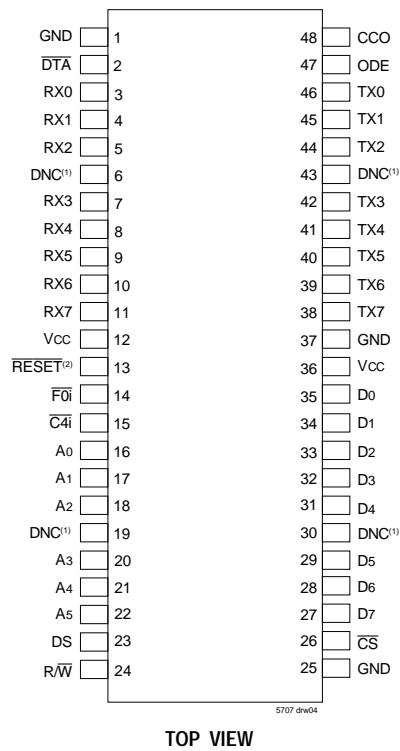 GND 1 48 CCO
D̅T̅A̅ 2 47 ODE
RX0 3 46 TX0
RX1 4 45 TX1
RX2 5 44 TX2
DNC(1) 6 43 DNC(1)
RX3 7 42 TX3
RX4 8 41 TX4
RX5 9 40 TX5
RX6 10 39 TX6
RX7 11 38 TX7
VCC 12 37 GND
R̅E̅S̅E̅T̅(2) 13 36 VCC
F̅0̅i̅ 14 35 D0
C̅4̅i̅ 15 34 D1
A0 16 33 D2
A1 17 32 D3
A2 18 31 D4
DNC(1) 19 30 DNC(1)
A3 20 29 D5
A4 21 28 D6
A5 22 27 D7
DS 23 26 C̅S̅
R/W̅ 24 25 GND
5707 drw04
TOP VIEW